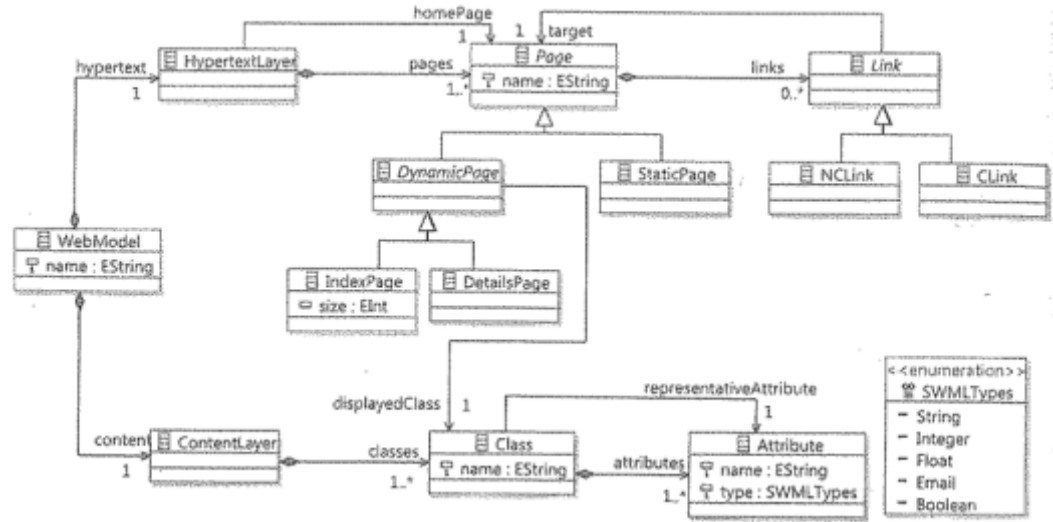 homePage
1
1
target
HypertextLayer
Page
Link
hypertext
1
pages
1..*
name : EString
links
0..*
DynamicPage
StaticPage
NCLink
CLink
WebModel
name : EString
IndexPage
size : EInt
DetailsPage
displayedClass
1
representativeAttribute
1
<<enumeration>>
SWMLTypes
String
Integer
Float
Email
Boolean
content
1
ContentLayer
classes
1..*
Class
name : EString
attributes
1..*
Attribute
name : EString
type : SWMLTypes